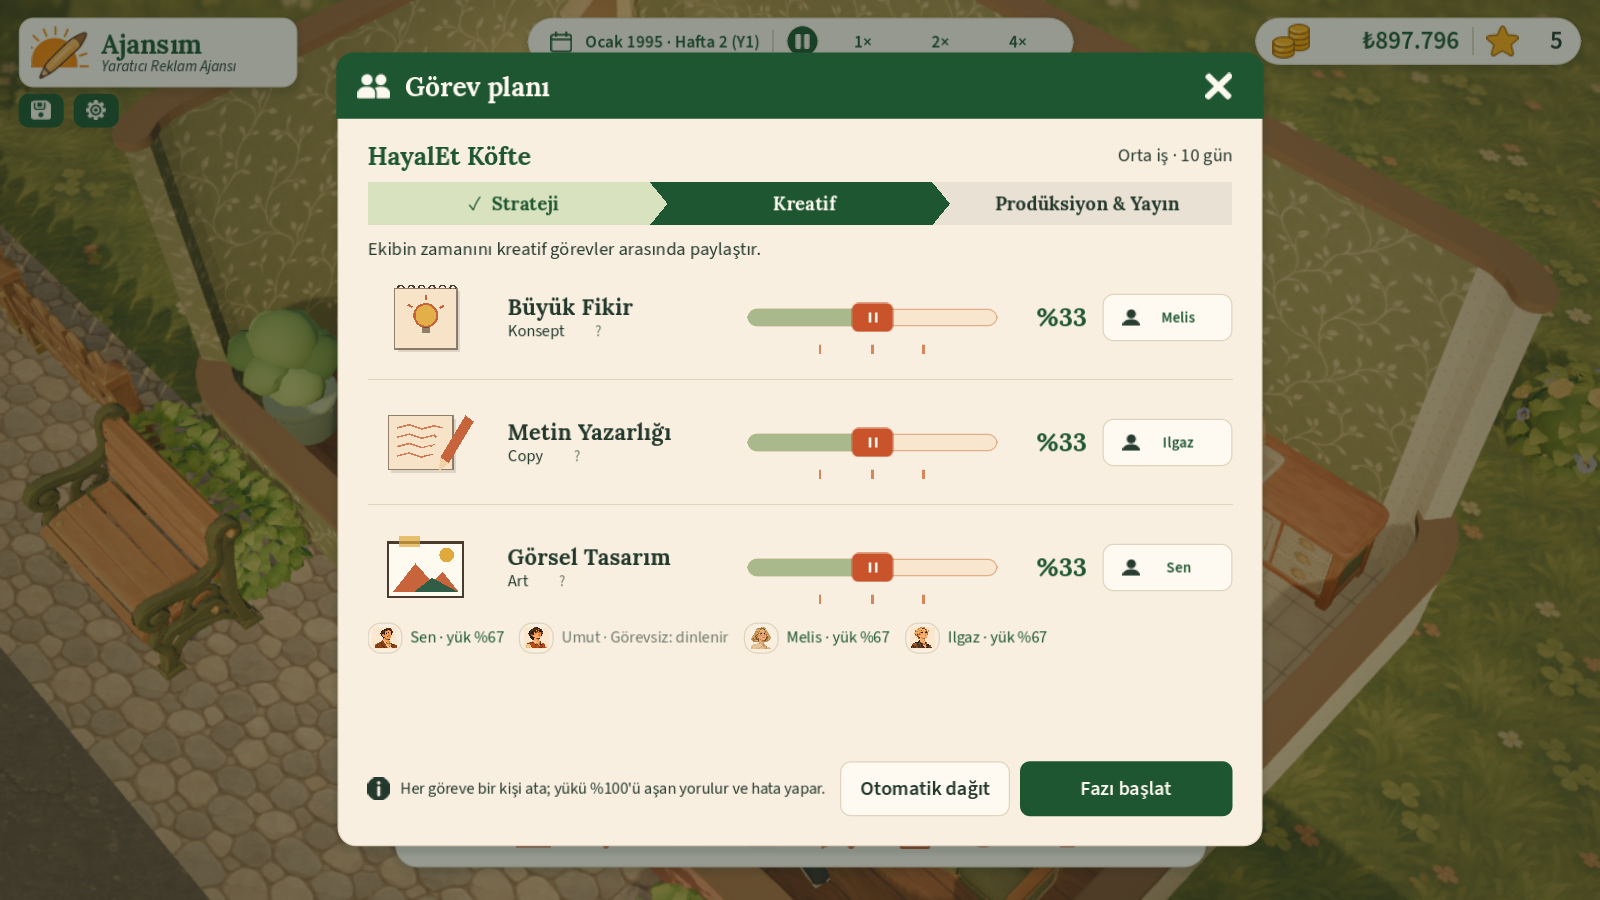 Ajansım
Yaratıcı Reklam Ajansı
Ocak 1995 · Hafta 2 (Y1)
1×
2×
4×
₺897.796
5
Görev planı
HayalEt Köfte
Orta iş · 10 gün
✓ Strateji
Kreatif
Prodüksiyon & Yayın
Ekibin zamanını kreatif görevler arasında paylaştır.
Büyük Fikir
Konsept ?
%33
Melis
Metin Yazarlığı
Copy ?
%33
Ilgaz
Görsel Tasarım
Art ?
%33
Sen
Sen · yük %67
Umut · Görevsiz: dinlenir
Melis · yük %67
Ilgaz · yük %67
Her göreve bir kişi ata; yükü %100'ü aşan yorulur ve hata yapar.
Otomatik dağıt
Fazı başlat